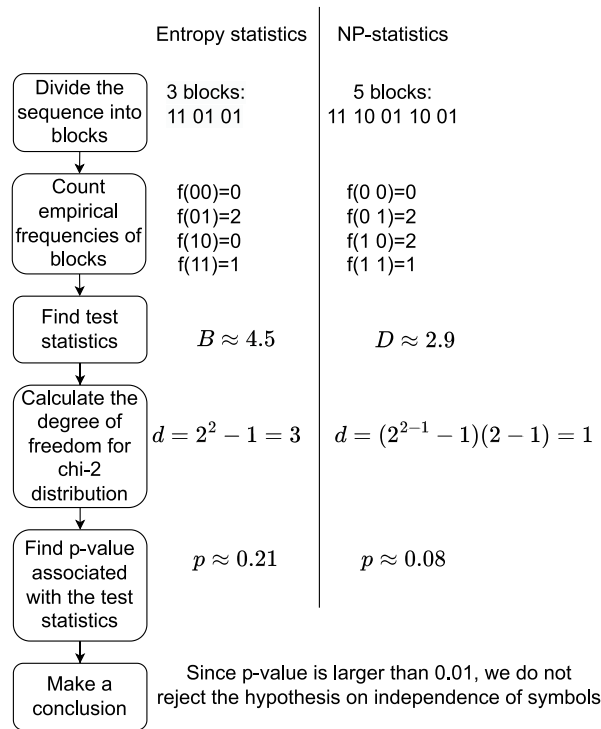 Entropy statistics
NP-statistics
Divide the
sequence into
blocks
3 blocks:
11 01 01
5 blocks:
11 10 01 10 01
Count
empirical
frequencies of
blocks
f(00)=0
f(01)=2
f(10)=0
f(11)=1
f(0 0)=0
f(0 1)=2
f(1 0)=2
f(1 1)=1
Find test
statistics
B ≈ 4.5
D ≈ 2.9
Calculate the
degree of
freedom for
chi-2
distribution
d = 2² − 1 = 3
d = (2²⁻¹ − 1)(2 − 1) = 1
Find p-value
associated
with the test
statistics
p ≈ 0.21
p ≈ 0.08
Make a
conclusion
Since p-value is larger than 0.01, we do not
reject the hypothesis on independence of symbols